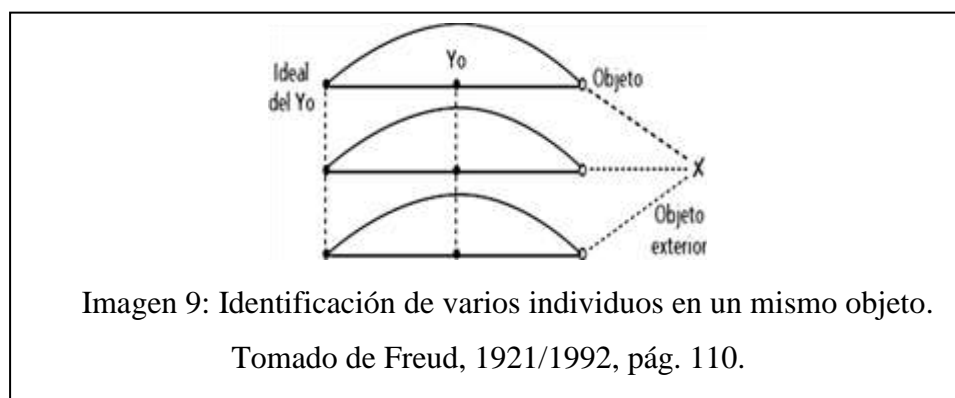 Ideal
del Yo
Yo
Objeto
X
Objeto
exterior
Imagen 9: Identificación de varios individuos en un mismo objeto.
Tomado de Freud, 1921/1992, pág. 110.